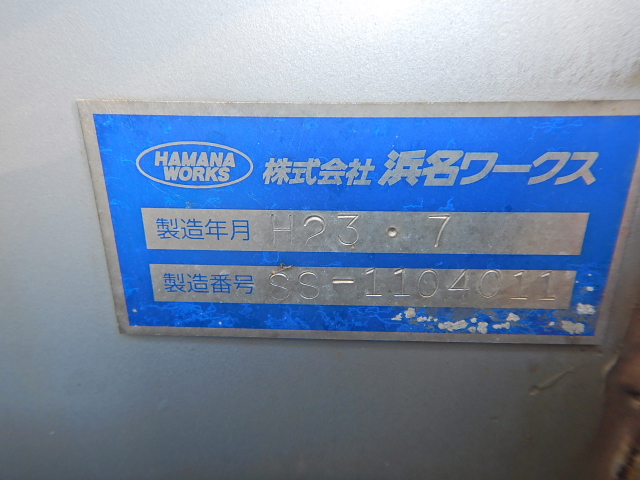 HAMANA
WORKS
株式会社 浜名ワークス
製造年月 H23.7
製造番号 SS-1104011